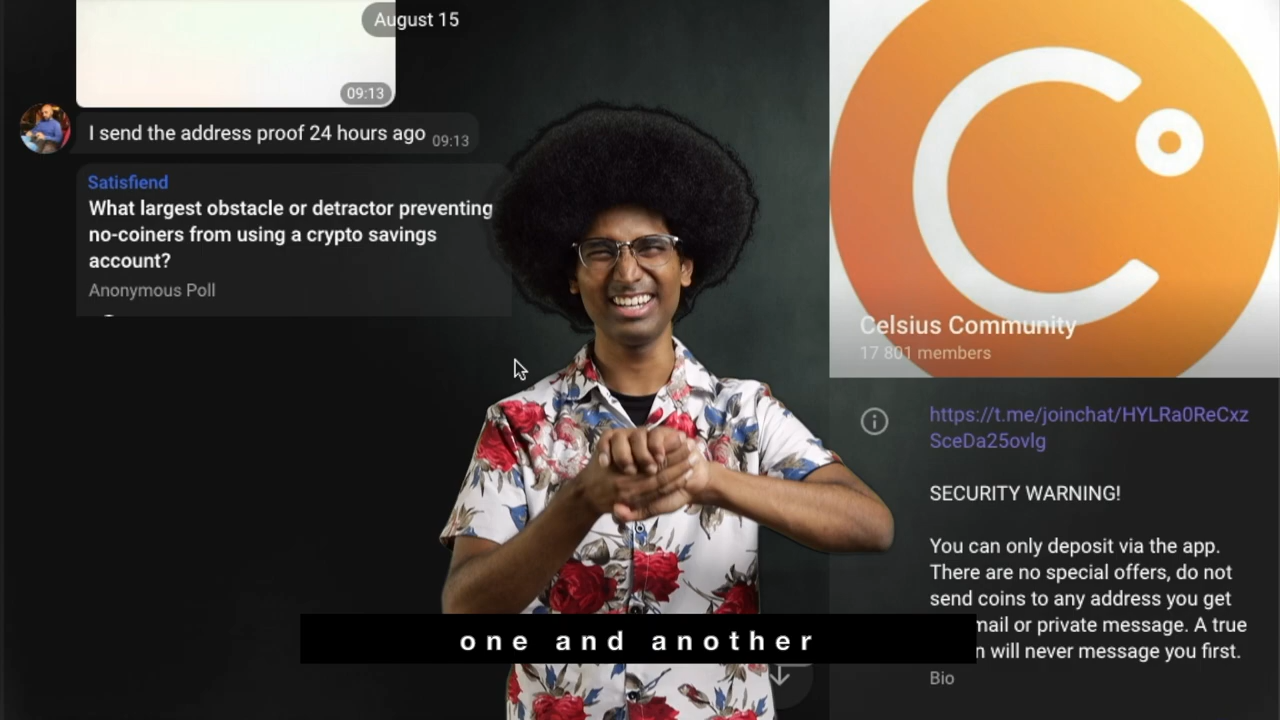 August 15
09:13
I send the address proof 24 hours ago 09:13
Satisfiend
What largest obstacle or detractor preventing
no-coiners from using a crypto savings
account?
Anonymous Poll
Celsius Community
17 801 members
https://t.me/joinchat/HYLRa0ReCxz
SceDa25ovlg
SECURITY WARNING!
You can only deposit via the app.
There are no special offers, do not
send coins to any address you get
mail or private message. A true
n will never message you first.
Bio
one and another